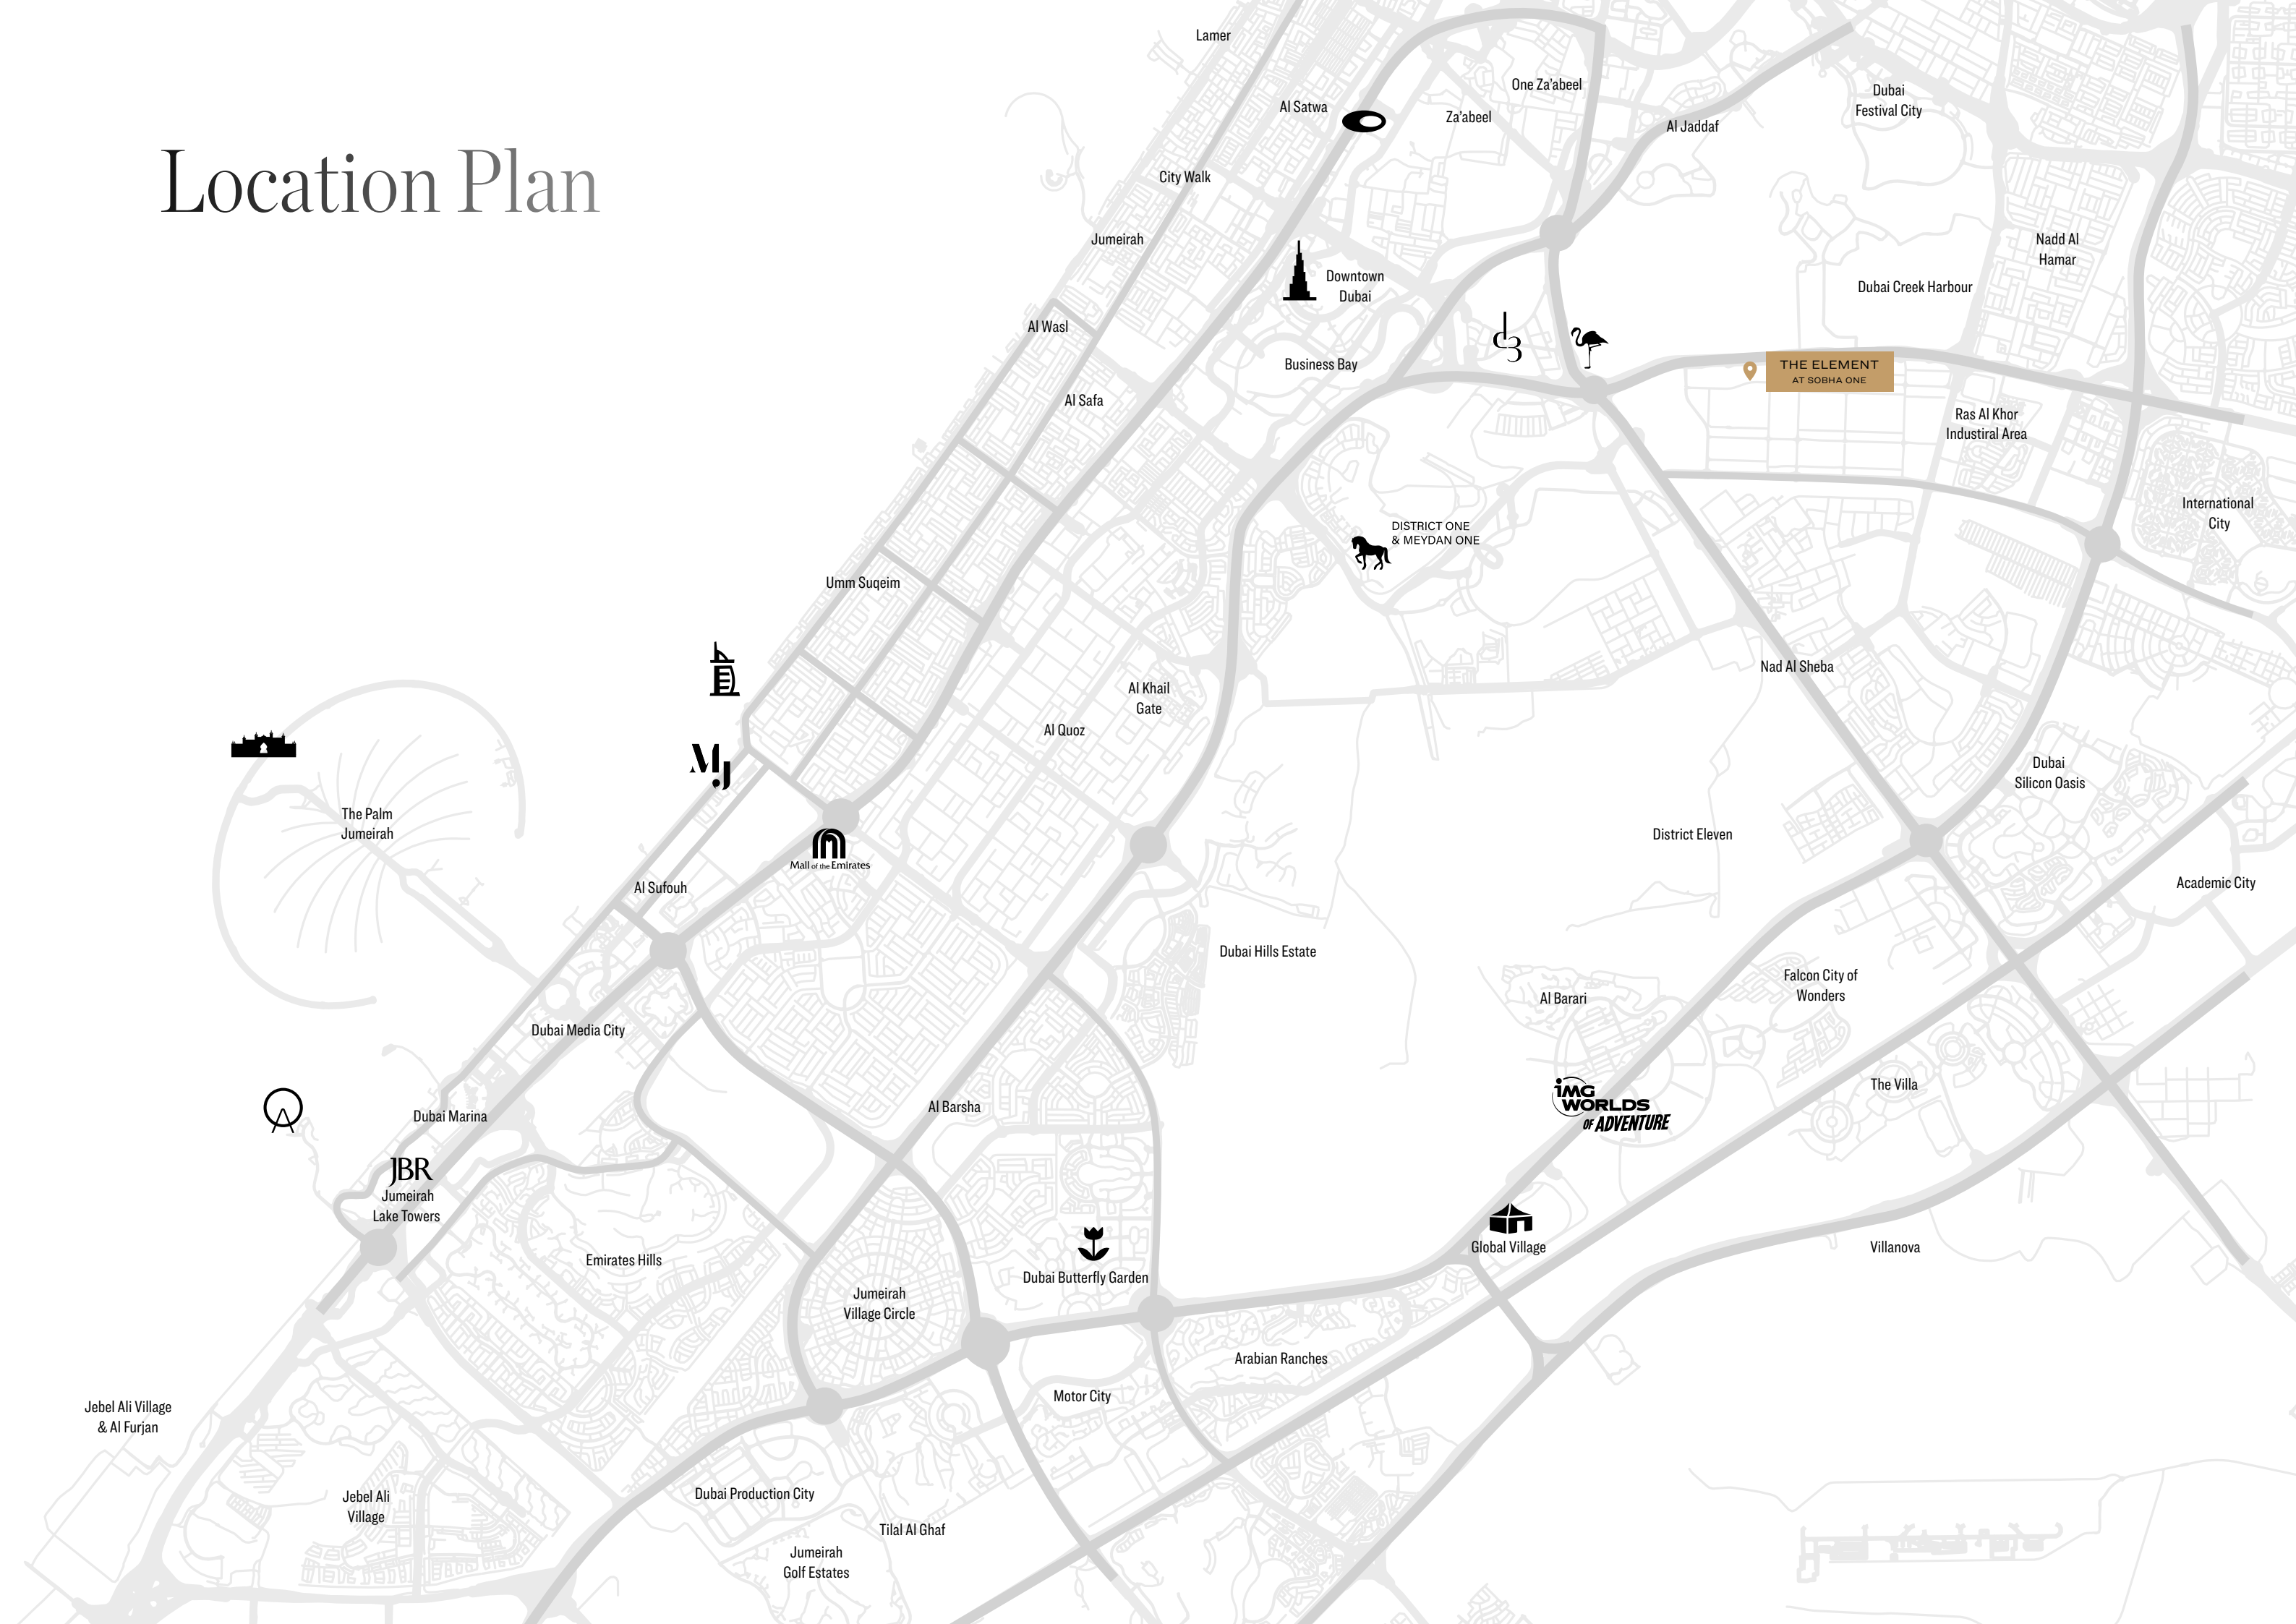 Location Plan
Lamer
One Za'abeel
Al Satwa
Za'abeel
Dubai
Festival City
Al Jaddaf
City Walk
Jumeirah
Nadd Al
Hamar
Downtown
Dubai
Dubai Creek Harbour
Al Wasl
d3
Business Bay
THE ELEMENT
AT SOBHA ONE
Al Safa
Ras Al Khor
Industiral Area
International
City
DISTRICT ONE
& MEYDAN ONE
Umm Suqeim
Nad Al Sheba
Al Khail
Gate
Al Quoz
MJ
Dubai
Silicon Oasis
The Palm
Jumeirah
District Eleven
Mall of the Emirates
Al Sufouh
Academic City
Dubai Hills Estate
Falcon City of
Wonders
Al Barari
Dubai Media City
The Villa
iMG
WORLDS
OF ADVENTURE
Al Barsha
Dubai Marina
JBR
Jumeirah
Lake Towers
Global Village
Villanova
Emirates Hills
Dubai Butterfly Garden
Jumeirah
Village Circle
Arabian Ranches
Motor City
Jebel Ali Village
& Al Furjan
Jebel Ali
Village
Dubai Production City
Tilal Al Ghaf
Jumeirah
Golf Estates